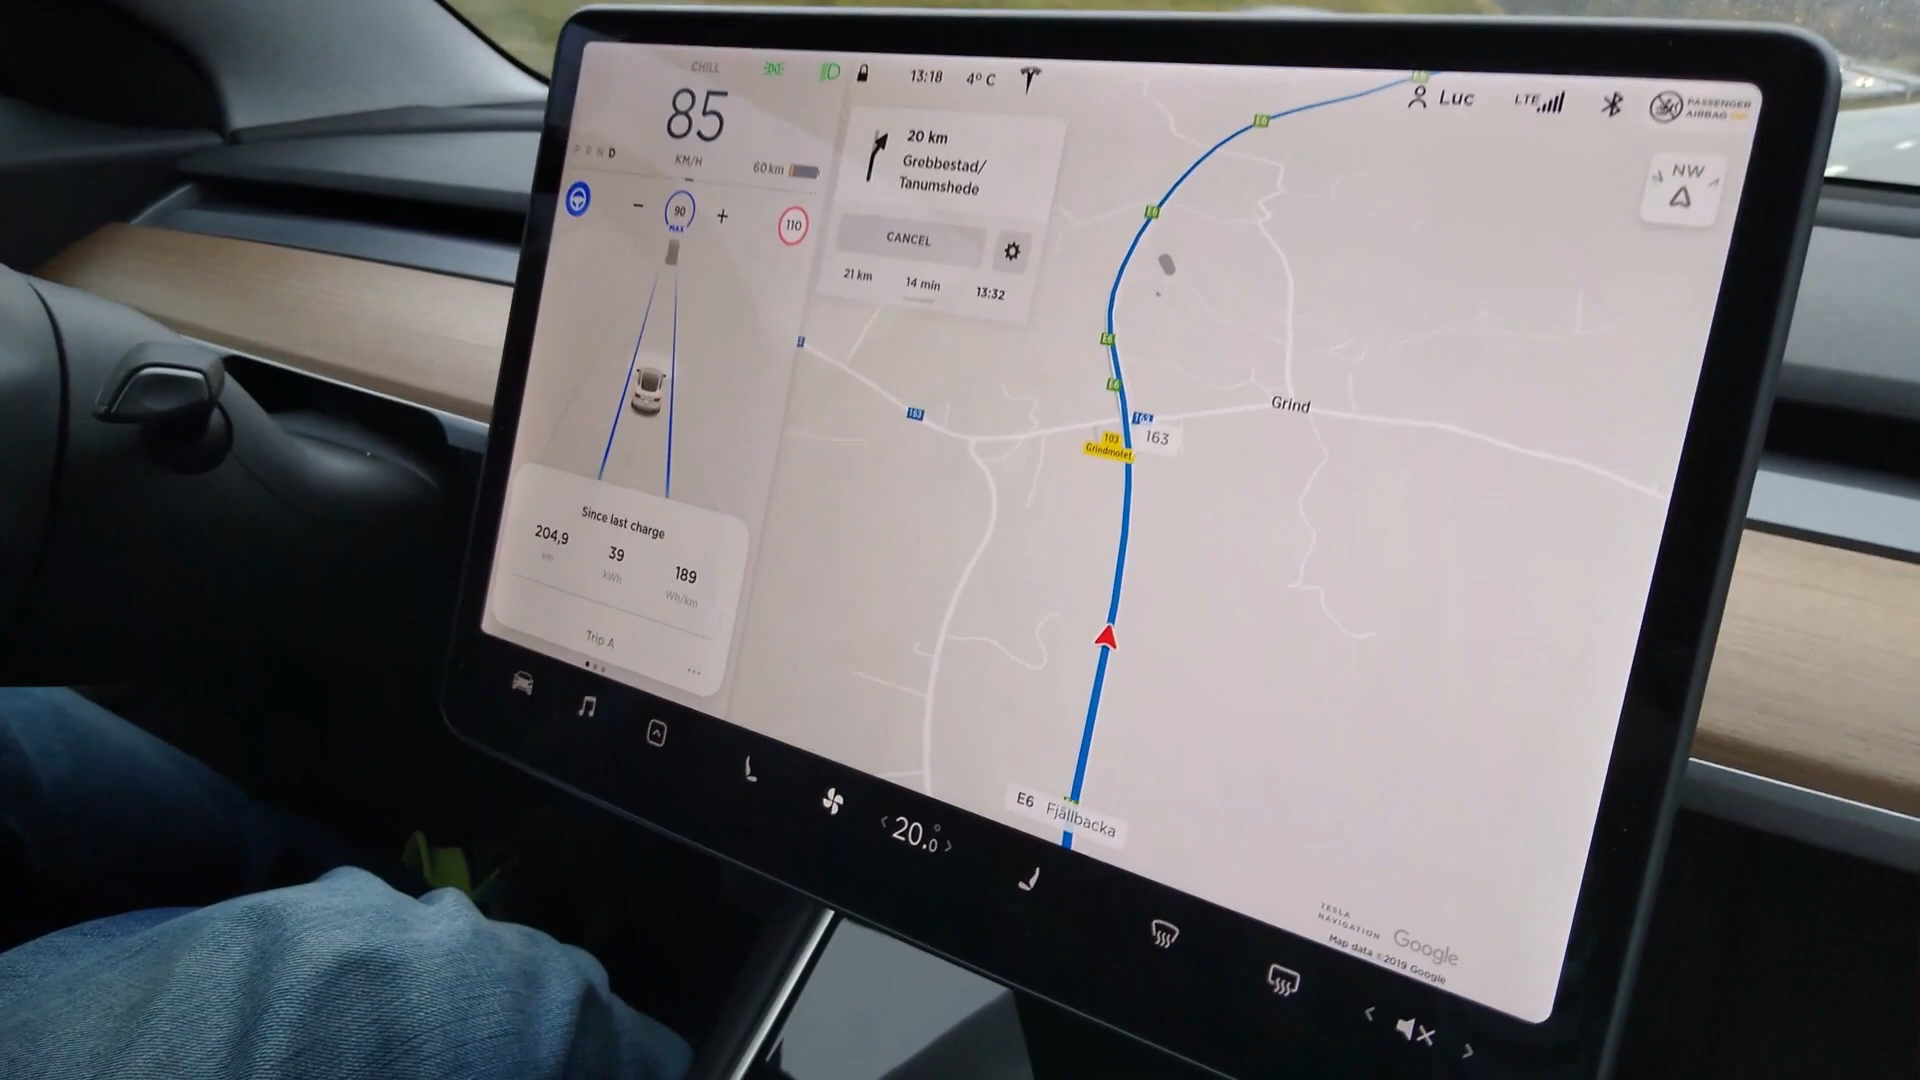 CHILL
85
KM/H
P R N D
60 km
90
MAX
110
Since last charge
204,9
km
39
kWh
189
Wh/km
Trip A
13:18
4° C
20 km
Grebbestad/
Tanumshede
CANCEL
21 km
14 min
13:32
Luc
LTE
PASSENGER
AIRBAG
NW
E6
E6
E6
E6
163
163
163
103
Grindmotet
Grind
E6 Fjällbacka
TESLA
NAVIGATION
Google
Map data ©2019 Google
20.0